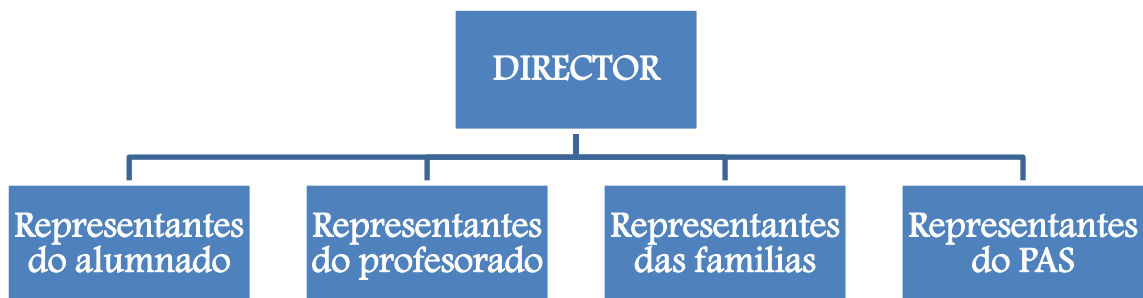 DIRECTOR
Representantes
do alumnado
Representantes
do profesorado
Representantes
das familias
Representantes
do PAS